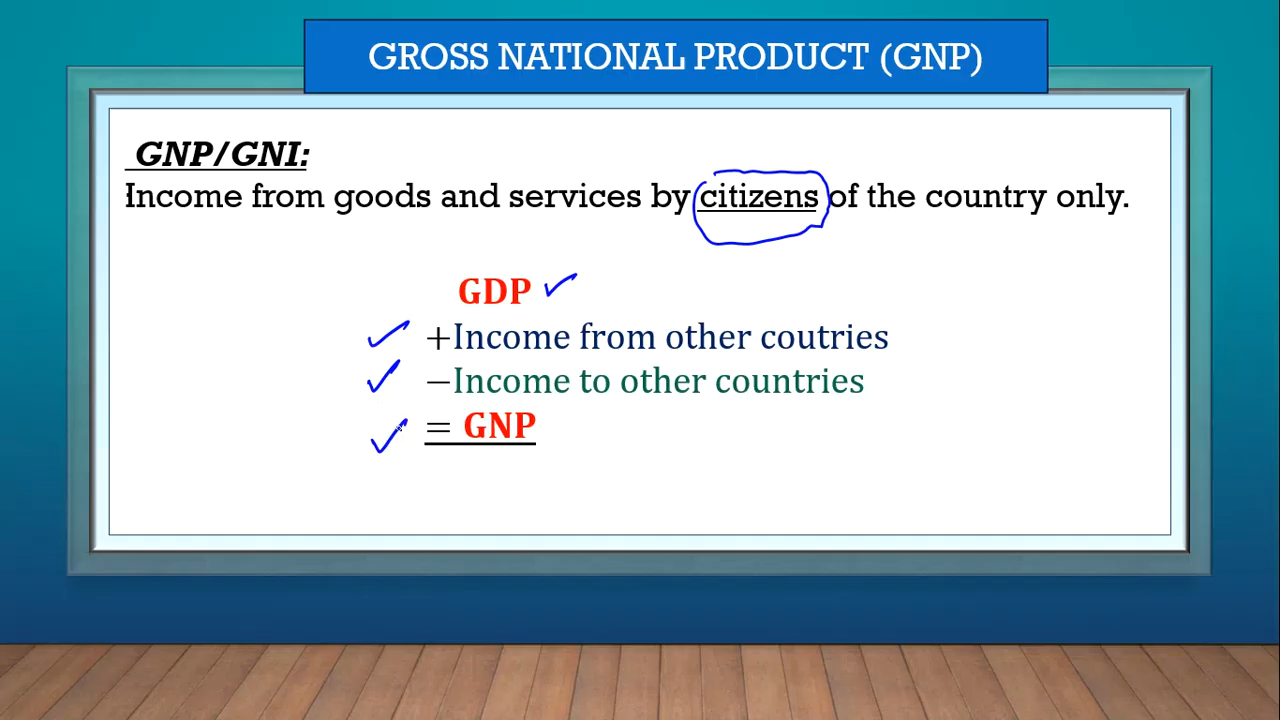 GROSS NATIONAL PRODUCT (GNP)
GNP/GNI:
Income from goods and services by citizens of the country only.
GDP
+Income from other coutries
−Income to other countries
= GNP